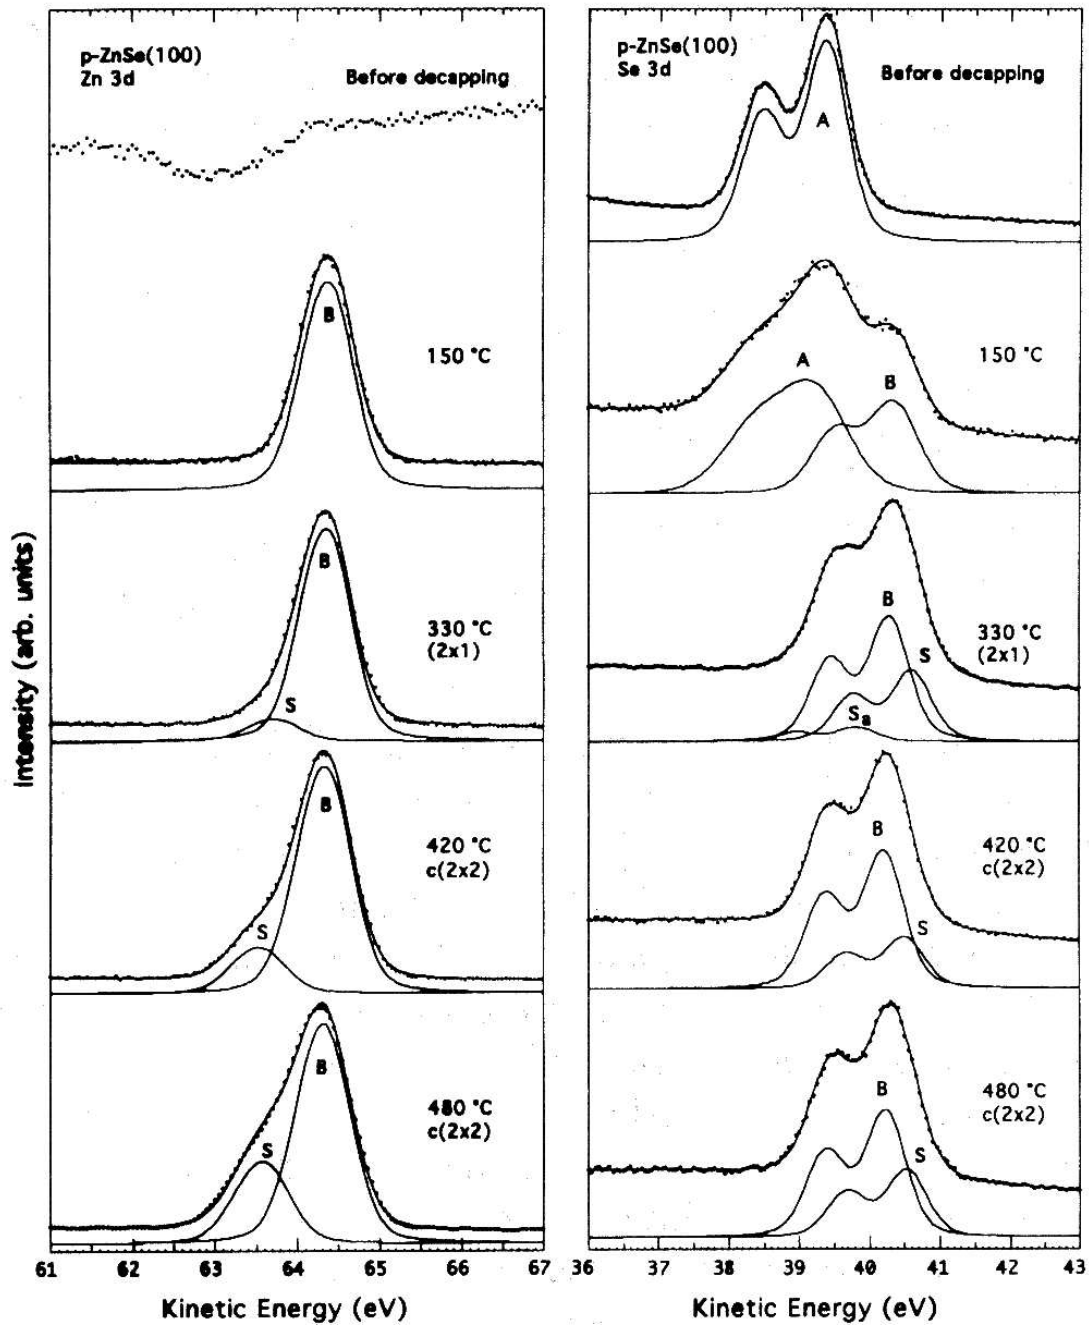 p-ZnSe(100)
Zn 3d
Before decapping
B
150 °C
B
330 °C
(2x1)
S
B
420 °C
c(2x2)
S
B
480 °C
c(2x2)
S
61 62 63 64 65 66 67
Kinetic Energy (eV)
Intensity (arb. units)
p-ZnSe(100)
Se 3d
Before decapping
A
150 °C
A
B
B
330 °C
(2x1)
S
Sa
B
420 °C
c(2x2)
S
B
480 °C
c(2x2)
S
36 37 38 39 40 41 42 43
Kinetic Energy (eV)